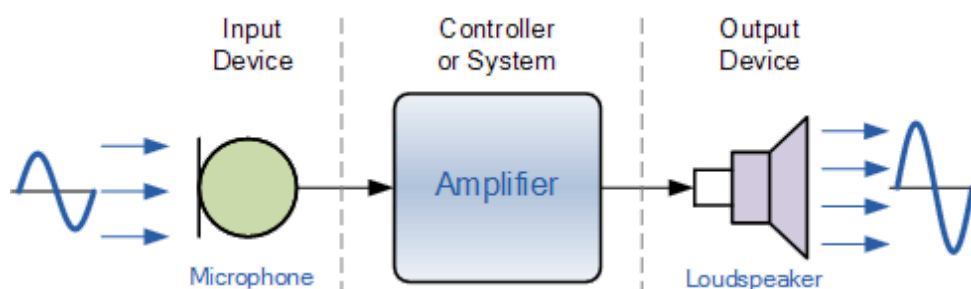 Input
Device
Controller
or System
Output
Device
Amplifier
Microphone
Loudspeaker